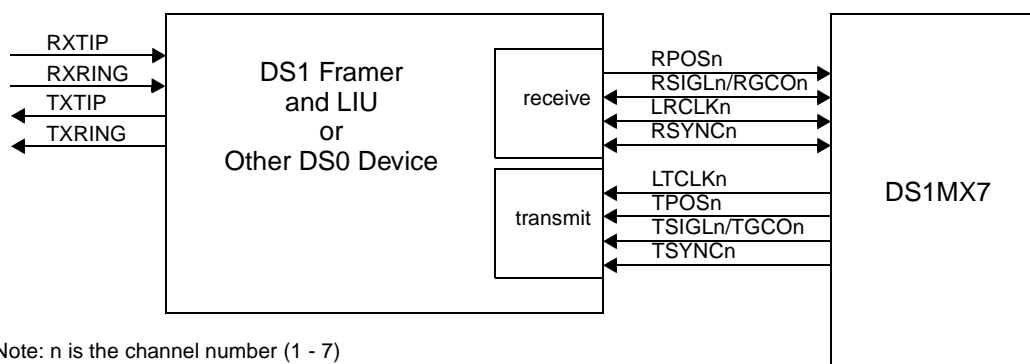 RXTIP
RXRING
TXTIP
TXRING
DS1 Framer
and LIU
or
Other DS0 Device
receive
transmit
RPOSn
RSIGLn/RGCOn
LRCLKn
RSYNCn
LTCLKn
TPOSn
TSIGLn/TGCOn
TSYNCn
DS1MX7
Note: n is the channel number (1 - 7)